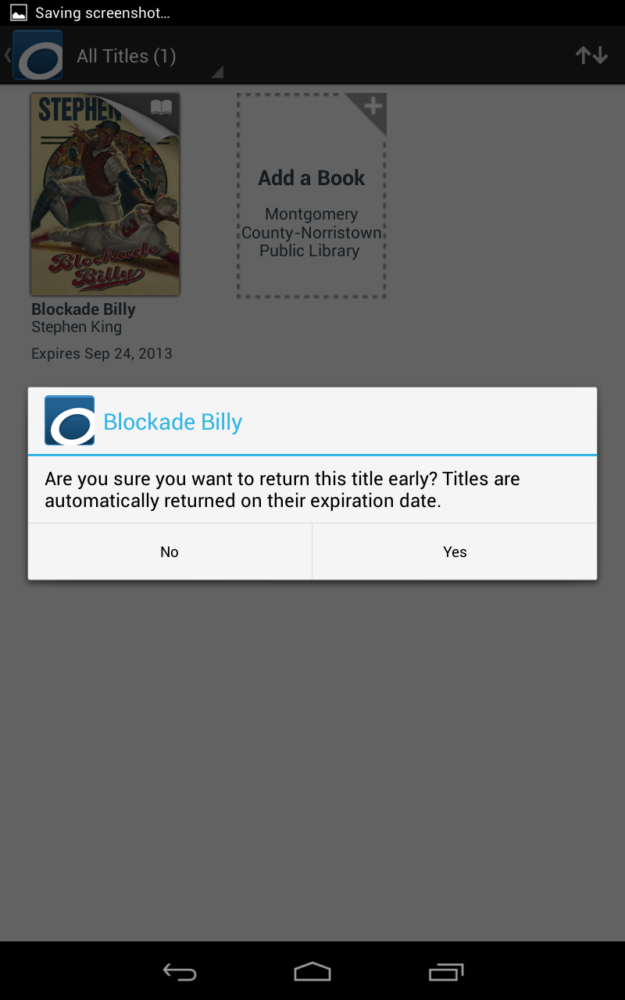 Saving screenshot...
All Titles (1)
STEPHEN
Blockade
Billy
Add a Book
Montgomery
County-Norristown
Public Library
Blockade Billy
Stephen King
Expires Sep 24, 2013
Blockade Billy
Are you sure you want to return this title early? Titles are
automatically returned on their expiration date.
No
Yes